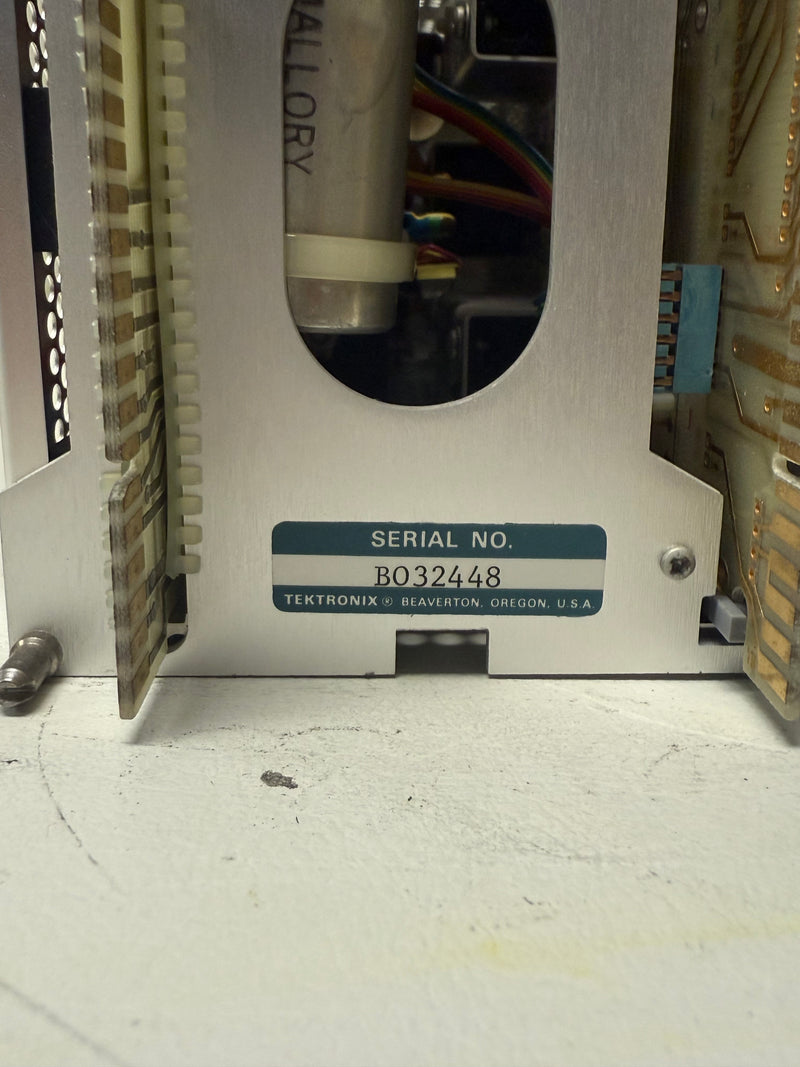 MALLORY
SERIAL NO.
B032448
TEKTRONIX® BEAVERTON, OREGON, U.S.A.